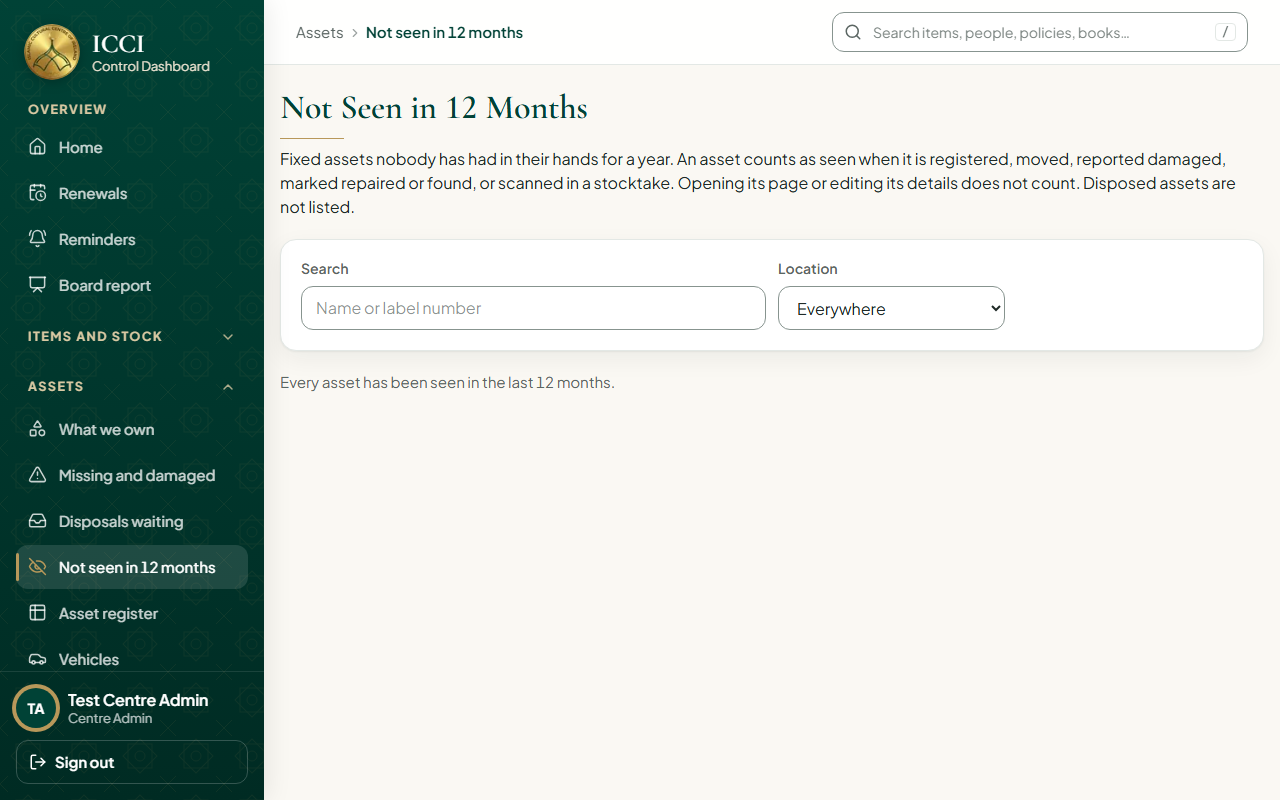 ICCI
Control Dashboard
OVERVIEW
Home
Renewals
Reminders
Board report
ITEMS AND STOCK
ASSETS
What we own
Missing and damaged
Disposals waiting
Not seen in 12 months
Asset register
Vehicles
TA
Test Centre Admin
Centre Admin
Sign out
Assets > Not seen in 12 months
Search items, people, policies, books…
/
Not Seen in 12 Months
Fixed assets nobody has had in their hands for a year. An asset counts as seen when it is registered, moved, reported damaged,
marked repaired or found, or scanned in a stocktake. Opening its page or editing its details does not count. Disposed assets are
not listed.
Search
Name or label number
Location
Everywhere
Every asset has been seen in the last 12 months.